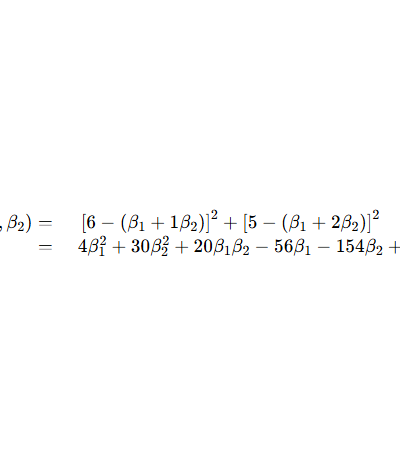 , β₂) = [6 − (β₁ + 1β₂)]² + [5 − (β₁ + 2β₂)]²
= 4β₁² + 30β₂² + 20β₁β₂ − 56β₁ − 154β₂ +